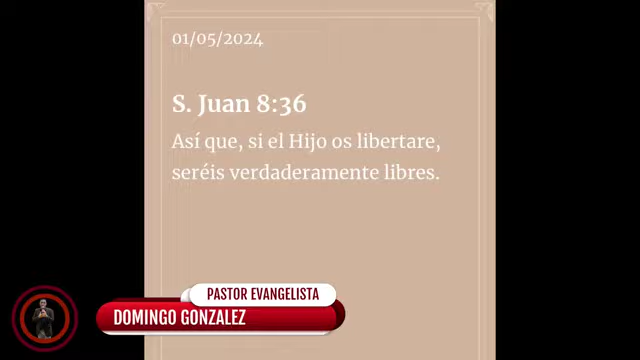 01/05/2024
S. Juan 8:36
Así que, si el Hijo os libertare,
seréis verdaderamente libres.
PASTOR EVANGELISTA
DOMINGO GONZALEZ